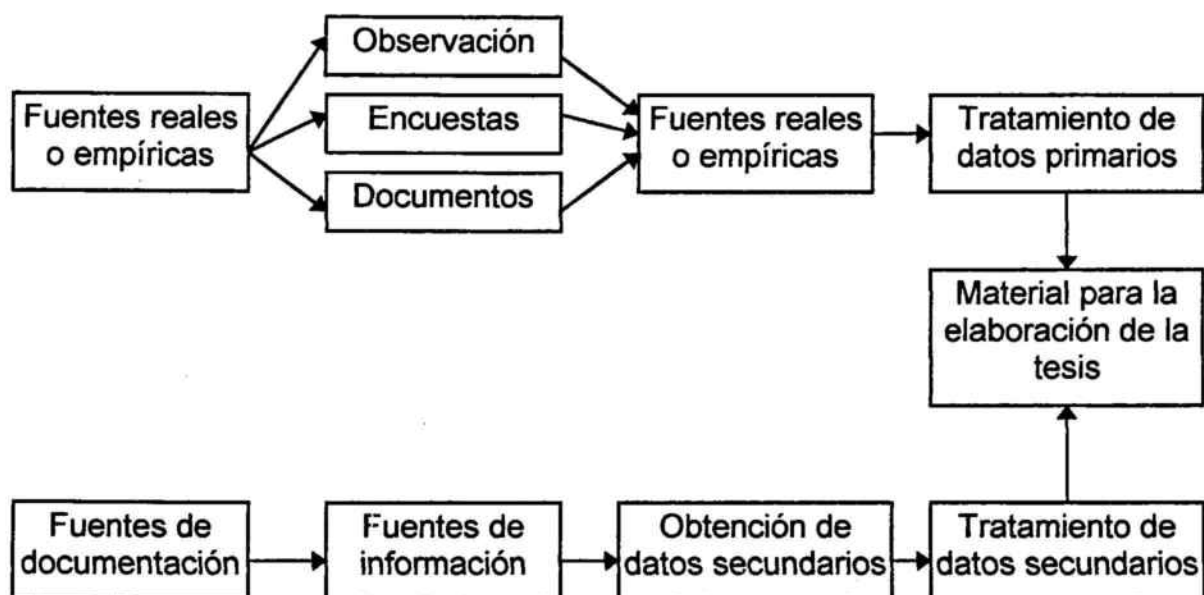 Observación
Fuentes reales
o empíricas
Encuestas
Documentos
Fuentes reales
o empíricas
Tratamiento de
datos primarios
Material para la
elaboración de la
tesis
Fuentes de
documentación
Fuentes de
información
Obtención de
datos secundarios
Tratamiento de
datos secundarios